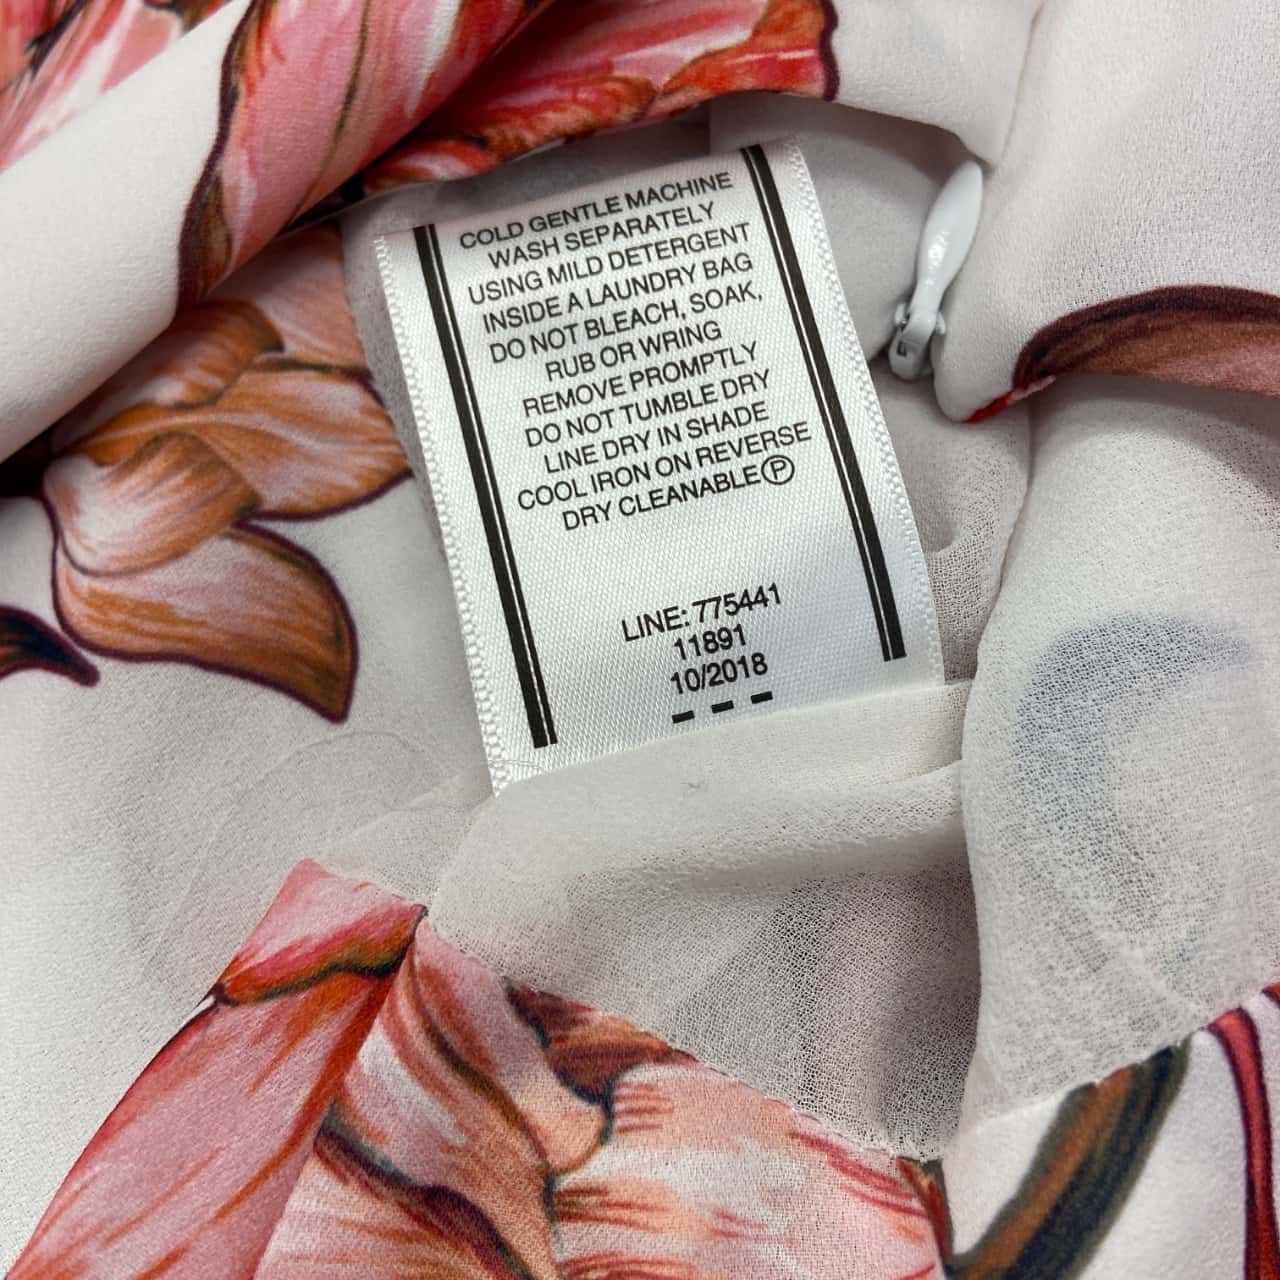 COLD GENTLE MACHINE
WASH SEPARATELY
USING MILD DETERGENT
INSIDE A LAUNDRY BAG
DO NOT BLEACH, SOAK,
RUB OR WRING
REMOVE PROMPTLY
DO NOT TUMBLE DRY
LINE DRY IN SHADE
COOL IRON ON REVERSE
DRY CLEANABLE Ⓟ
LINE: 775441
11891
10/2018
– – –